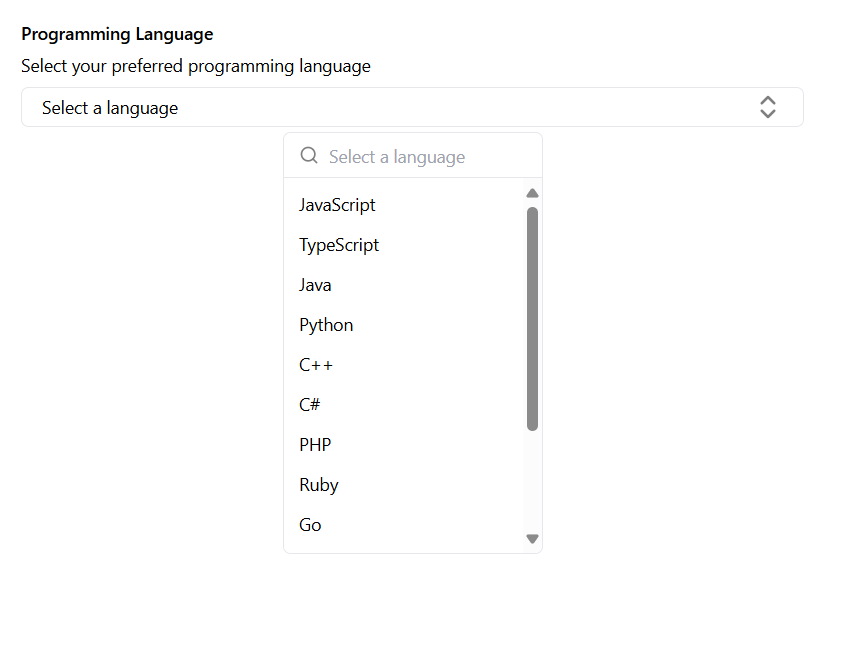 Programming Language
Select your preferred programming language
Select a language
Select a language
JavaScript
TypeScript
Java
Python
C++
C#
PHP
Ruby
Go